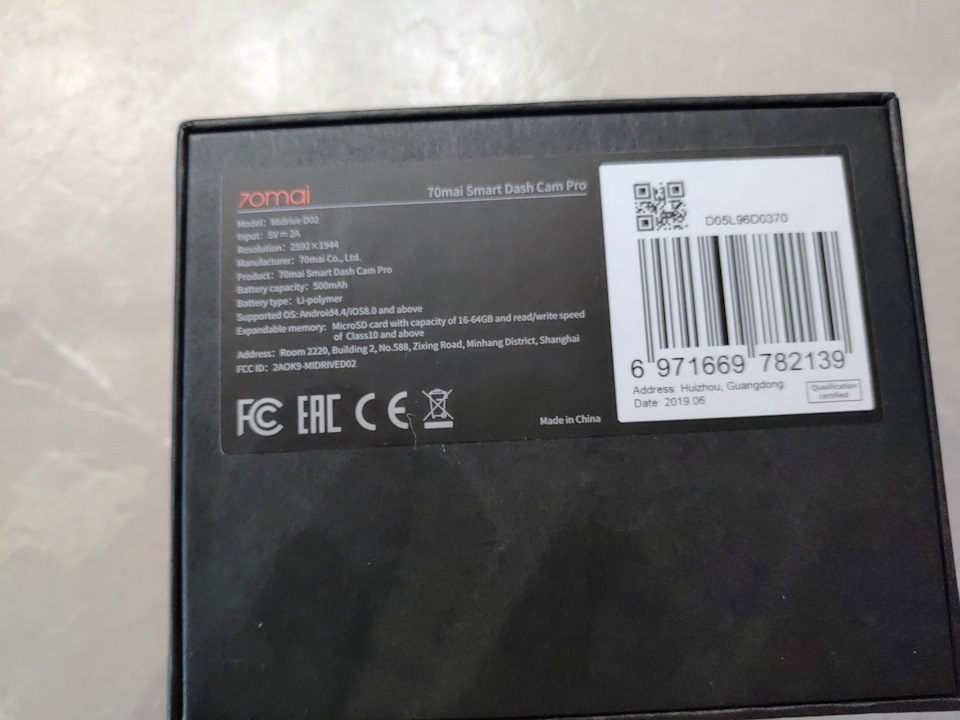 70mai
70mai Smart Dash Cam Pro
Model: Midrive D02
Input: 5V⎓2A
Resolution: 2592×1944
Manufacturer: 70mai Co., Ltd.
Product: 70mai Smart Dash Cam Pro
Battery capacity: 500mAh
Battery type: Li-polymer
Supported OS: Android4.4/iOS8.0 and above
Expandable memory: MicroSD card with capacity of 16-64GB and read/write speed
of Class10 and above
Address: Room 2220, Building 2, No.588, Zixing Road, Minhang District, Shanghai
FCC ID: 2AOK9-MIDRIVED02
FC EAC CE
Made in China
D05L96D0370
6 971669 782139
Address: Huizhou, Guangdong
Date: 2019.06
Qualification
certified